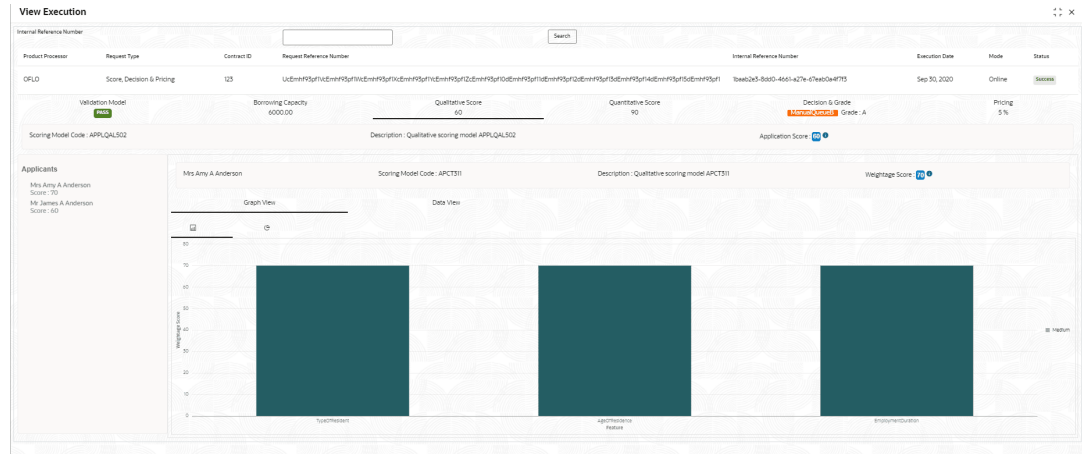 View Execution
Internal Reference Number
Search
Product Processor Request Type Contract ID Request Reference Number Internal Reference Number Execution Date Mode Status
OFLO Score, Decision & Pricing 123 Sep 30, 2020 Online Success
Validation Model Borrowing Capacity Qualitative Score Quantitative Score Decision & Grade Pricing
PASS 6000.00 60 90 ManualQueueB Grade : A 5 %
Scoring Model Code : APPLQAL502 Description : Qualitative scoring model APPLQAL502 Application Score : 60
Applicants
Mrs Amy A Anderson
Score : 70
Mr James A Anderson
Score : 60
Mrs Amy A Anderson Scoring Model Code : APCT311 Description : Qualitative scoring model APCT311 Weightage Score : 70
Graph View Data View
80
70
60
50
40
30
20
10
0
Weightage Score
Medium
TypeOfResident AgeOfResidence EmploymentDuration
Feature